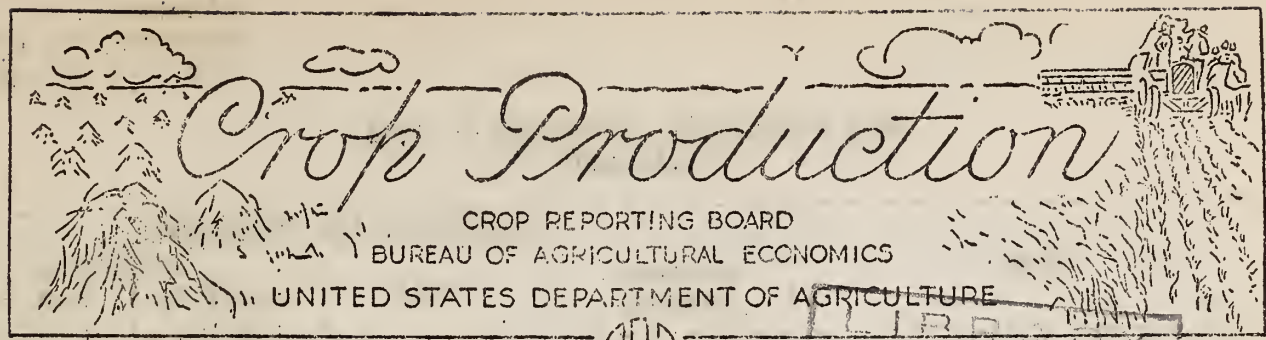 Crop Production
CROP REPORTING BOARD
BUREAU OF AGRICULTURAL ECONOMICS
UNITED STATES DEPARTMENT OF AGRICULTURE